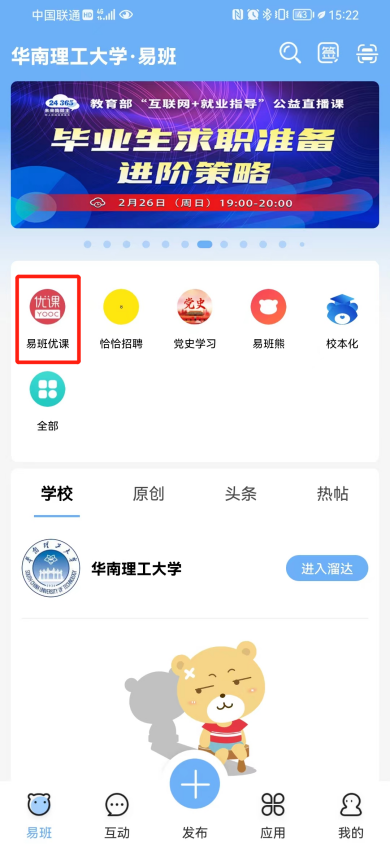 中国联通 HD 4G 15:22
华南理工大学·易班
签
24 365
教育部“互联网+就业指导”公益直播课
毕业生求职准备
进阶策略
2月26日（周日）19:00-20:00
优课
YOOC
党史
易班优课
恰恰招聘
党史学习
易班熊
校本化
全部
学校
原创
头条
热帖
华南理工大学
进入溜达
易班
互动
发布
应用
我的